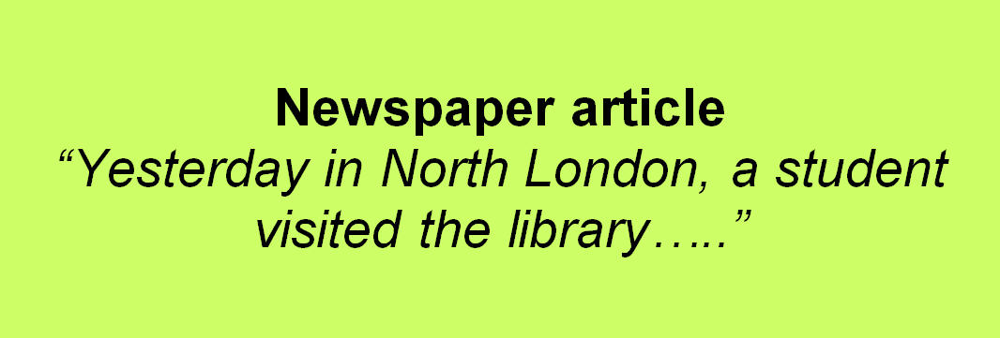 Newspaper article
“Yesterday in North London, a student
visited the library…..”